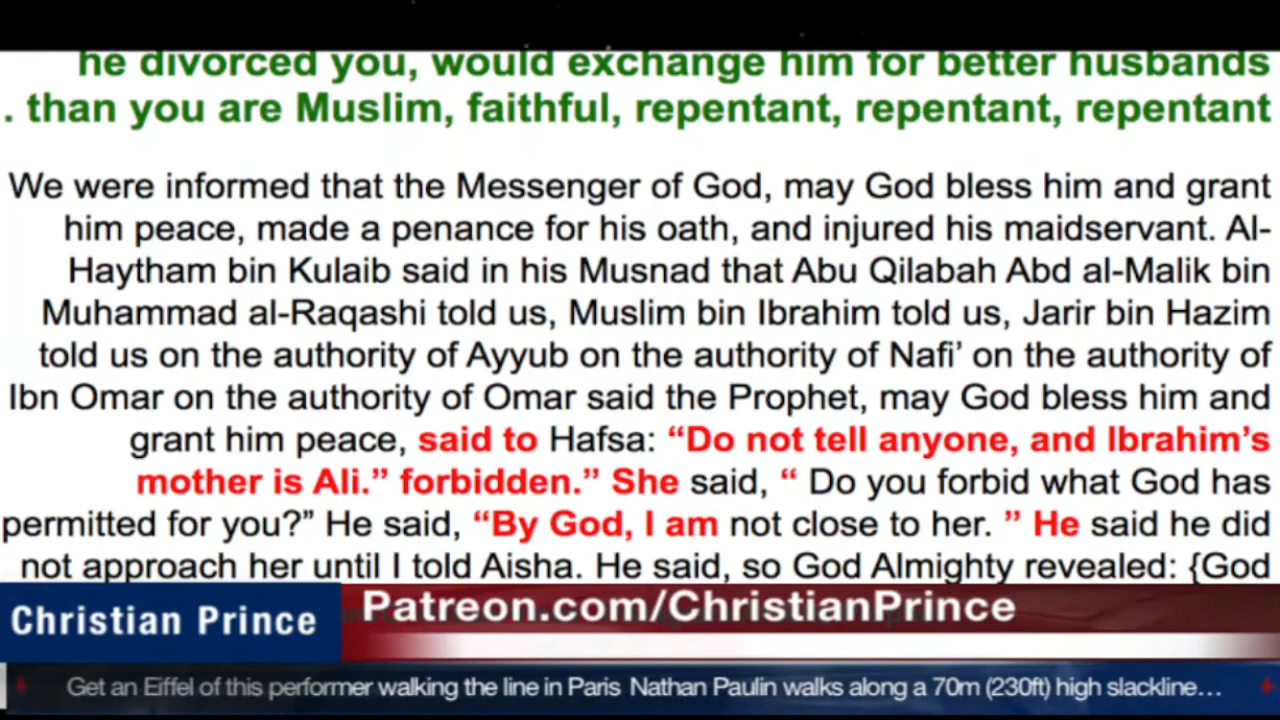 he divorced you, would exchange him for better husbands
. than you are Muslim, faithful, repentant, repentant, repentant
We were informed that the Messenger of God, may God bless him and grant
him peace, made a penance for his oath, and injured his maidservant. Al-
Haytham bin Kulaib said in his Musnad that Abu Qilabah Abd al-Malik bin
Muhammad al-Raqashi told us, Muslim bin Ibrahim told us, Jarir bin Hazim
told us on the authority of Ayyub on the authority of Nafi’ on the authority of
Ibn Omar on the authority of Omar said the Prophet, may God bless him and
grant him peace, said to Hafsa: “Do not tell anyone, and Ibrahim’s
mother is Ali.” forbidden.” She said, “ Do you forbid what God has
permitted for you?” He said, “By God, I am not close to her. ” He said he did
not approach her until I told Aisha. He said, so God Almighty revealed: {God
Christian Prince
Patreon.com/ChristianPrince
Get an Eiffel of this performer walking the line in Paris Nathan Paulin walks along a 70m (230ft) high slackline...